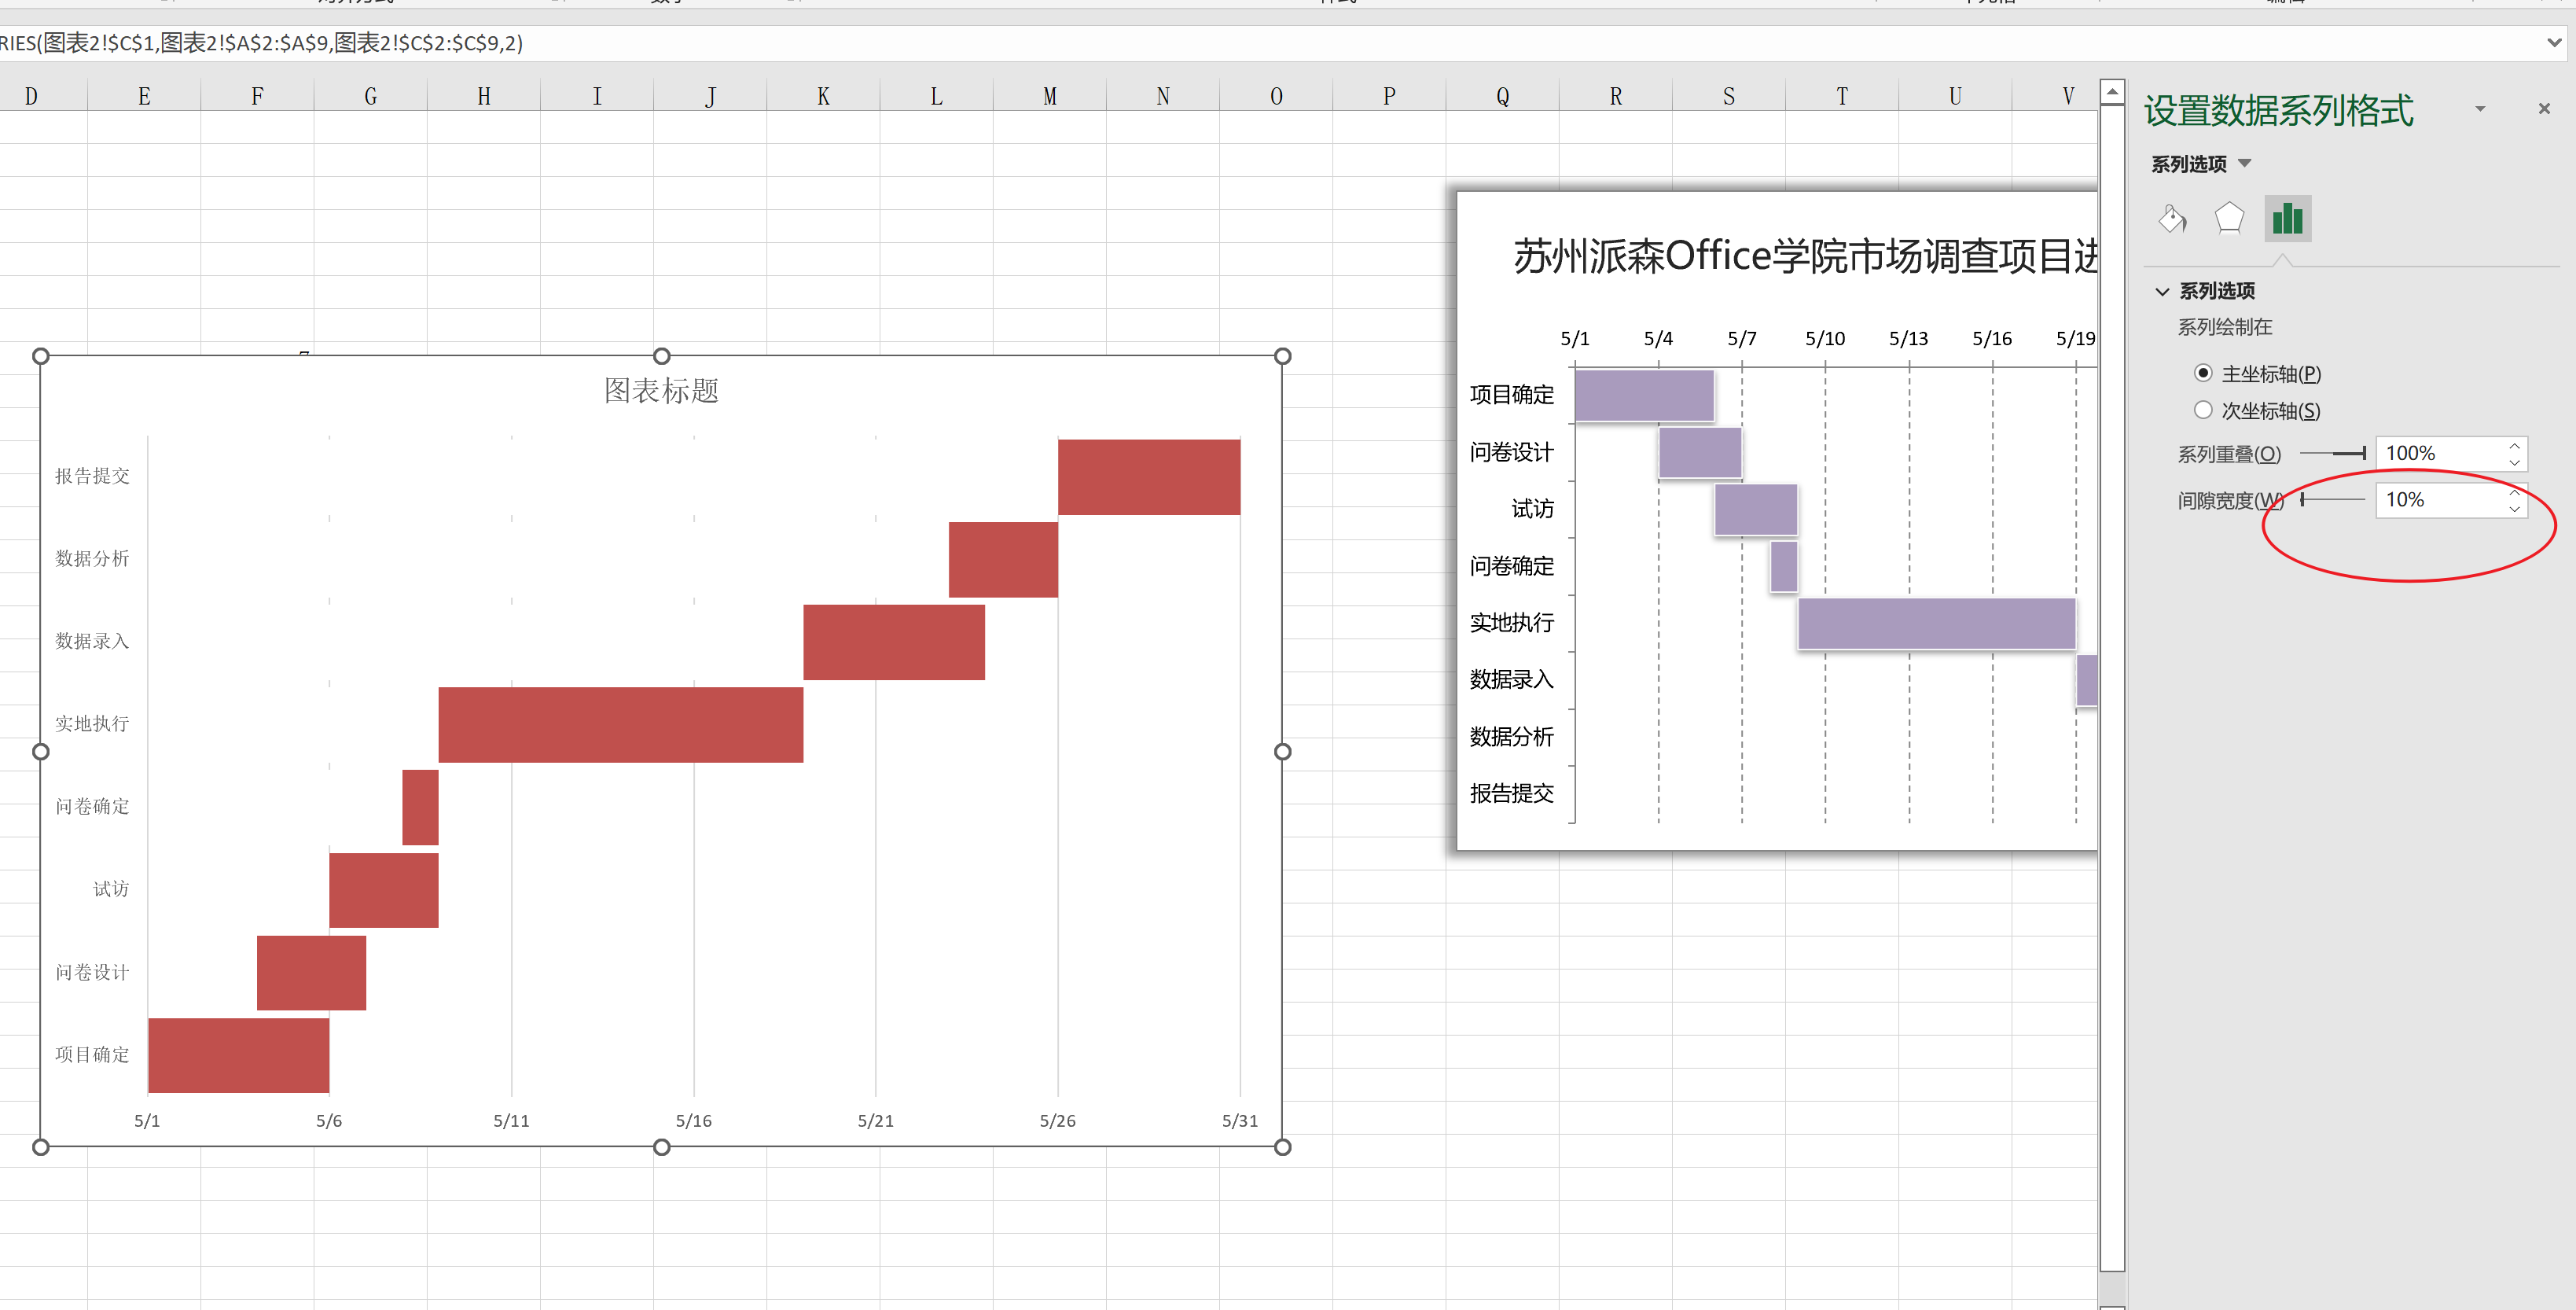 RIES(图表2!$C$1,图表2!$A$2:$A$9,图表2!$C$2:$C$9,2)
D E F G H I J K L M N O P Q R S T U V
图表标题
报告提交
数据分析
数据录入
实地执行
问卷确定
试访
问卷设计
项目确定
5/1 5/6 5/11 5/16 5/21 5/26 5/31
苏州派森Office学院市场调查项目进
5/1 5/4 5/7 5/10 5/13 5/16 5/19
项目确定
问卷设计
试访
问卷确定
实地执行
数据录入
数据分析
报告提交
设置数据系列格式
系列选项
系列选项
系列绘制在
主坐标轴(P)
次坐标轴(S)
系列重叠(O) 100%
间隙宽度(W) 10%